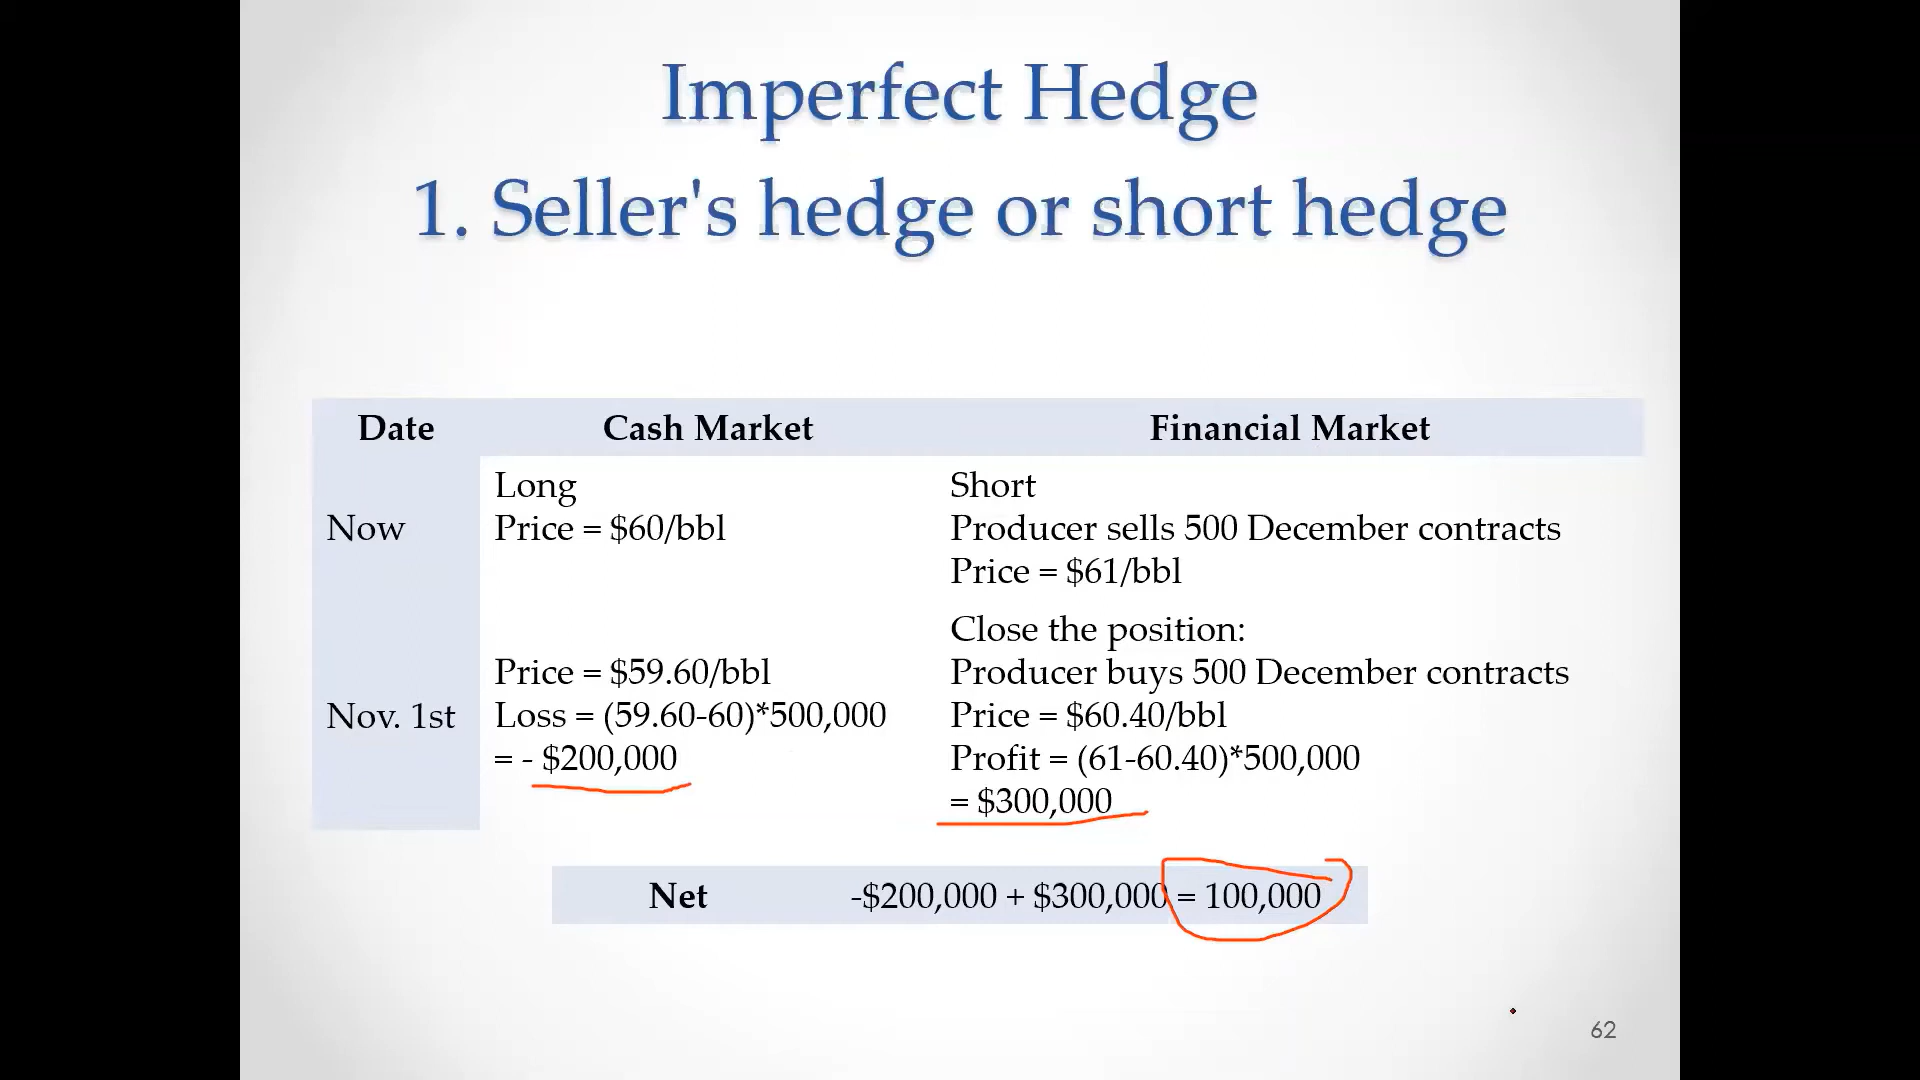 Imperfect Hedge
1. Seller's hedge or short hedge
Date Cash Market Financial Market
Now
Long
Price = $60/bbl
Short
Producer sells 500 December contracts
Price = $61/bbl
Nov. 1st
Price = $59.60/bbl
Loss = (59.60-60)*500,000
= - $200,000
Close the position:
Producer buys 500 December contracts
Price = $60.40/bbl
Profit = (61-60.40)*500,000
= $300,000
Net -$200,000 + $300,000 = 100,000
62